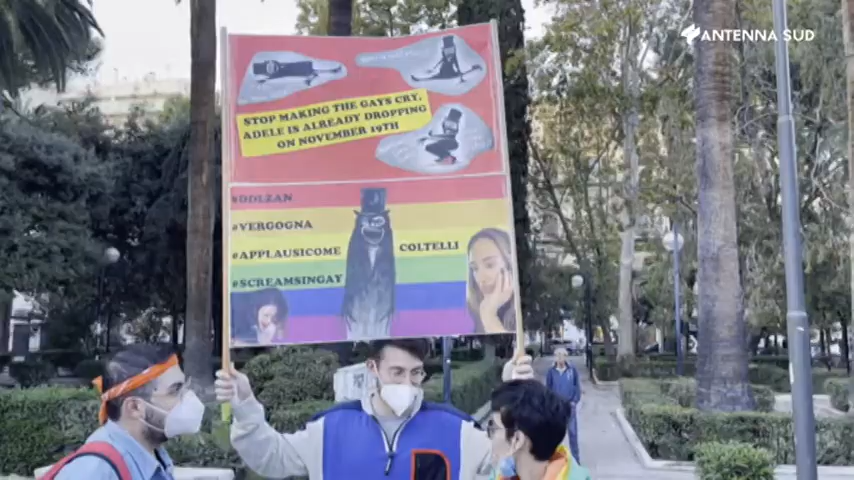 ANTENNA SUD
STOP MAKING THE GAYS CRY,
ADELE IS ALREADY DROPPING
ON NOVEMBER 19TH
#DDLZAN
#VERGOGNA
#APPLAUSICOME COLTELLI
#SCREAMSINGAY